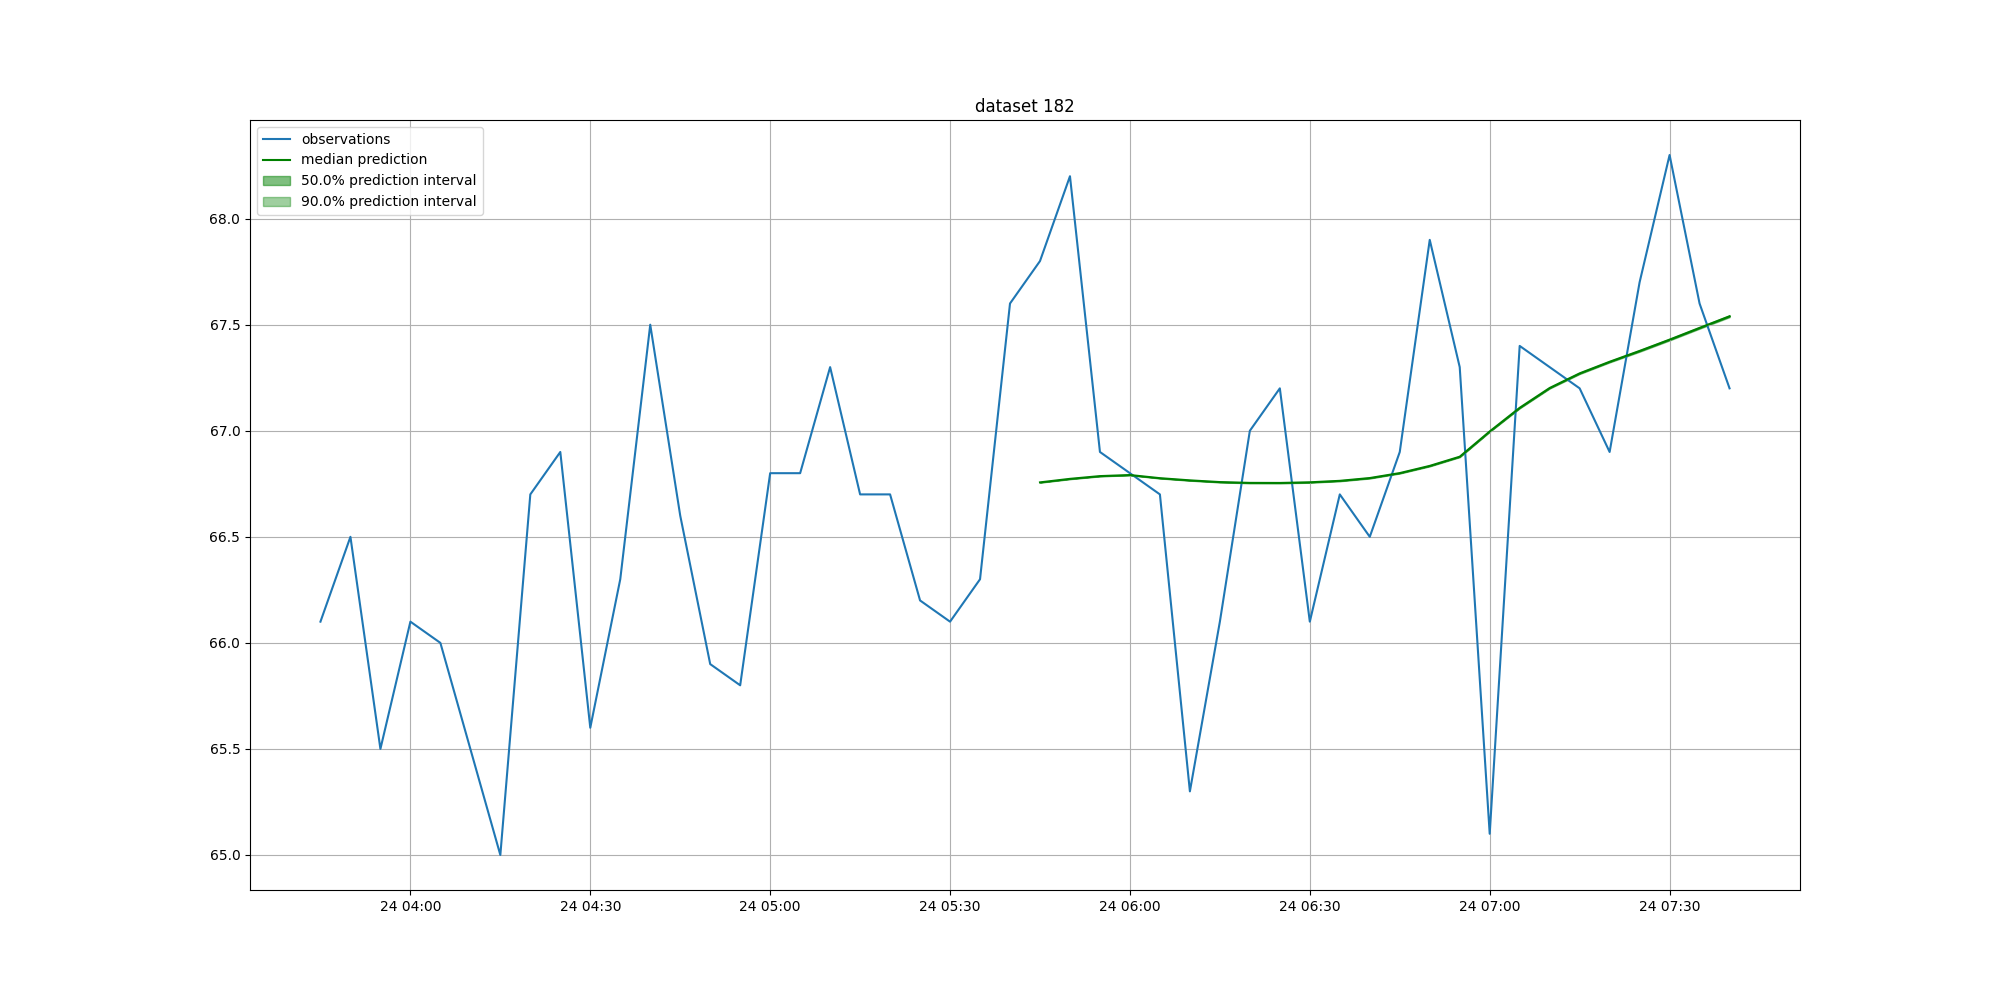 dataset 182
observations
median prediction
50.0% prediction interval
90.0% prediction interval
68.0
67.5
67.0
66.5
66.0
65.5
65.0
24 04:00 24 04:30 24 05:00 24 05:30 24 06:00 24 06:30 24 07:00 24 07:30